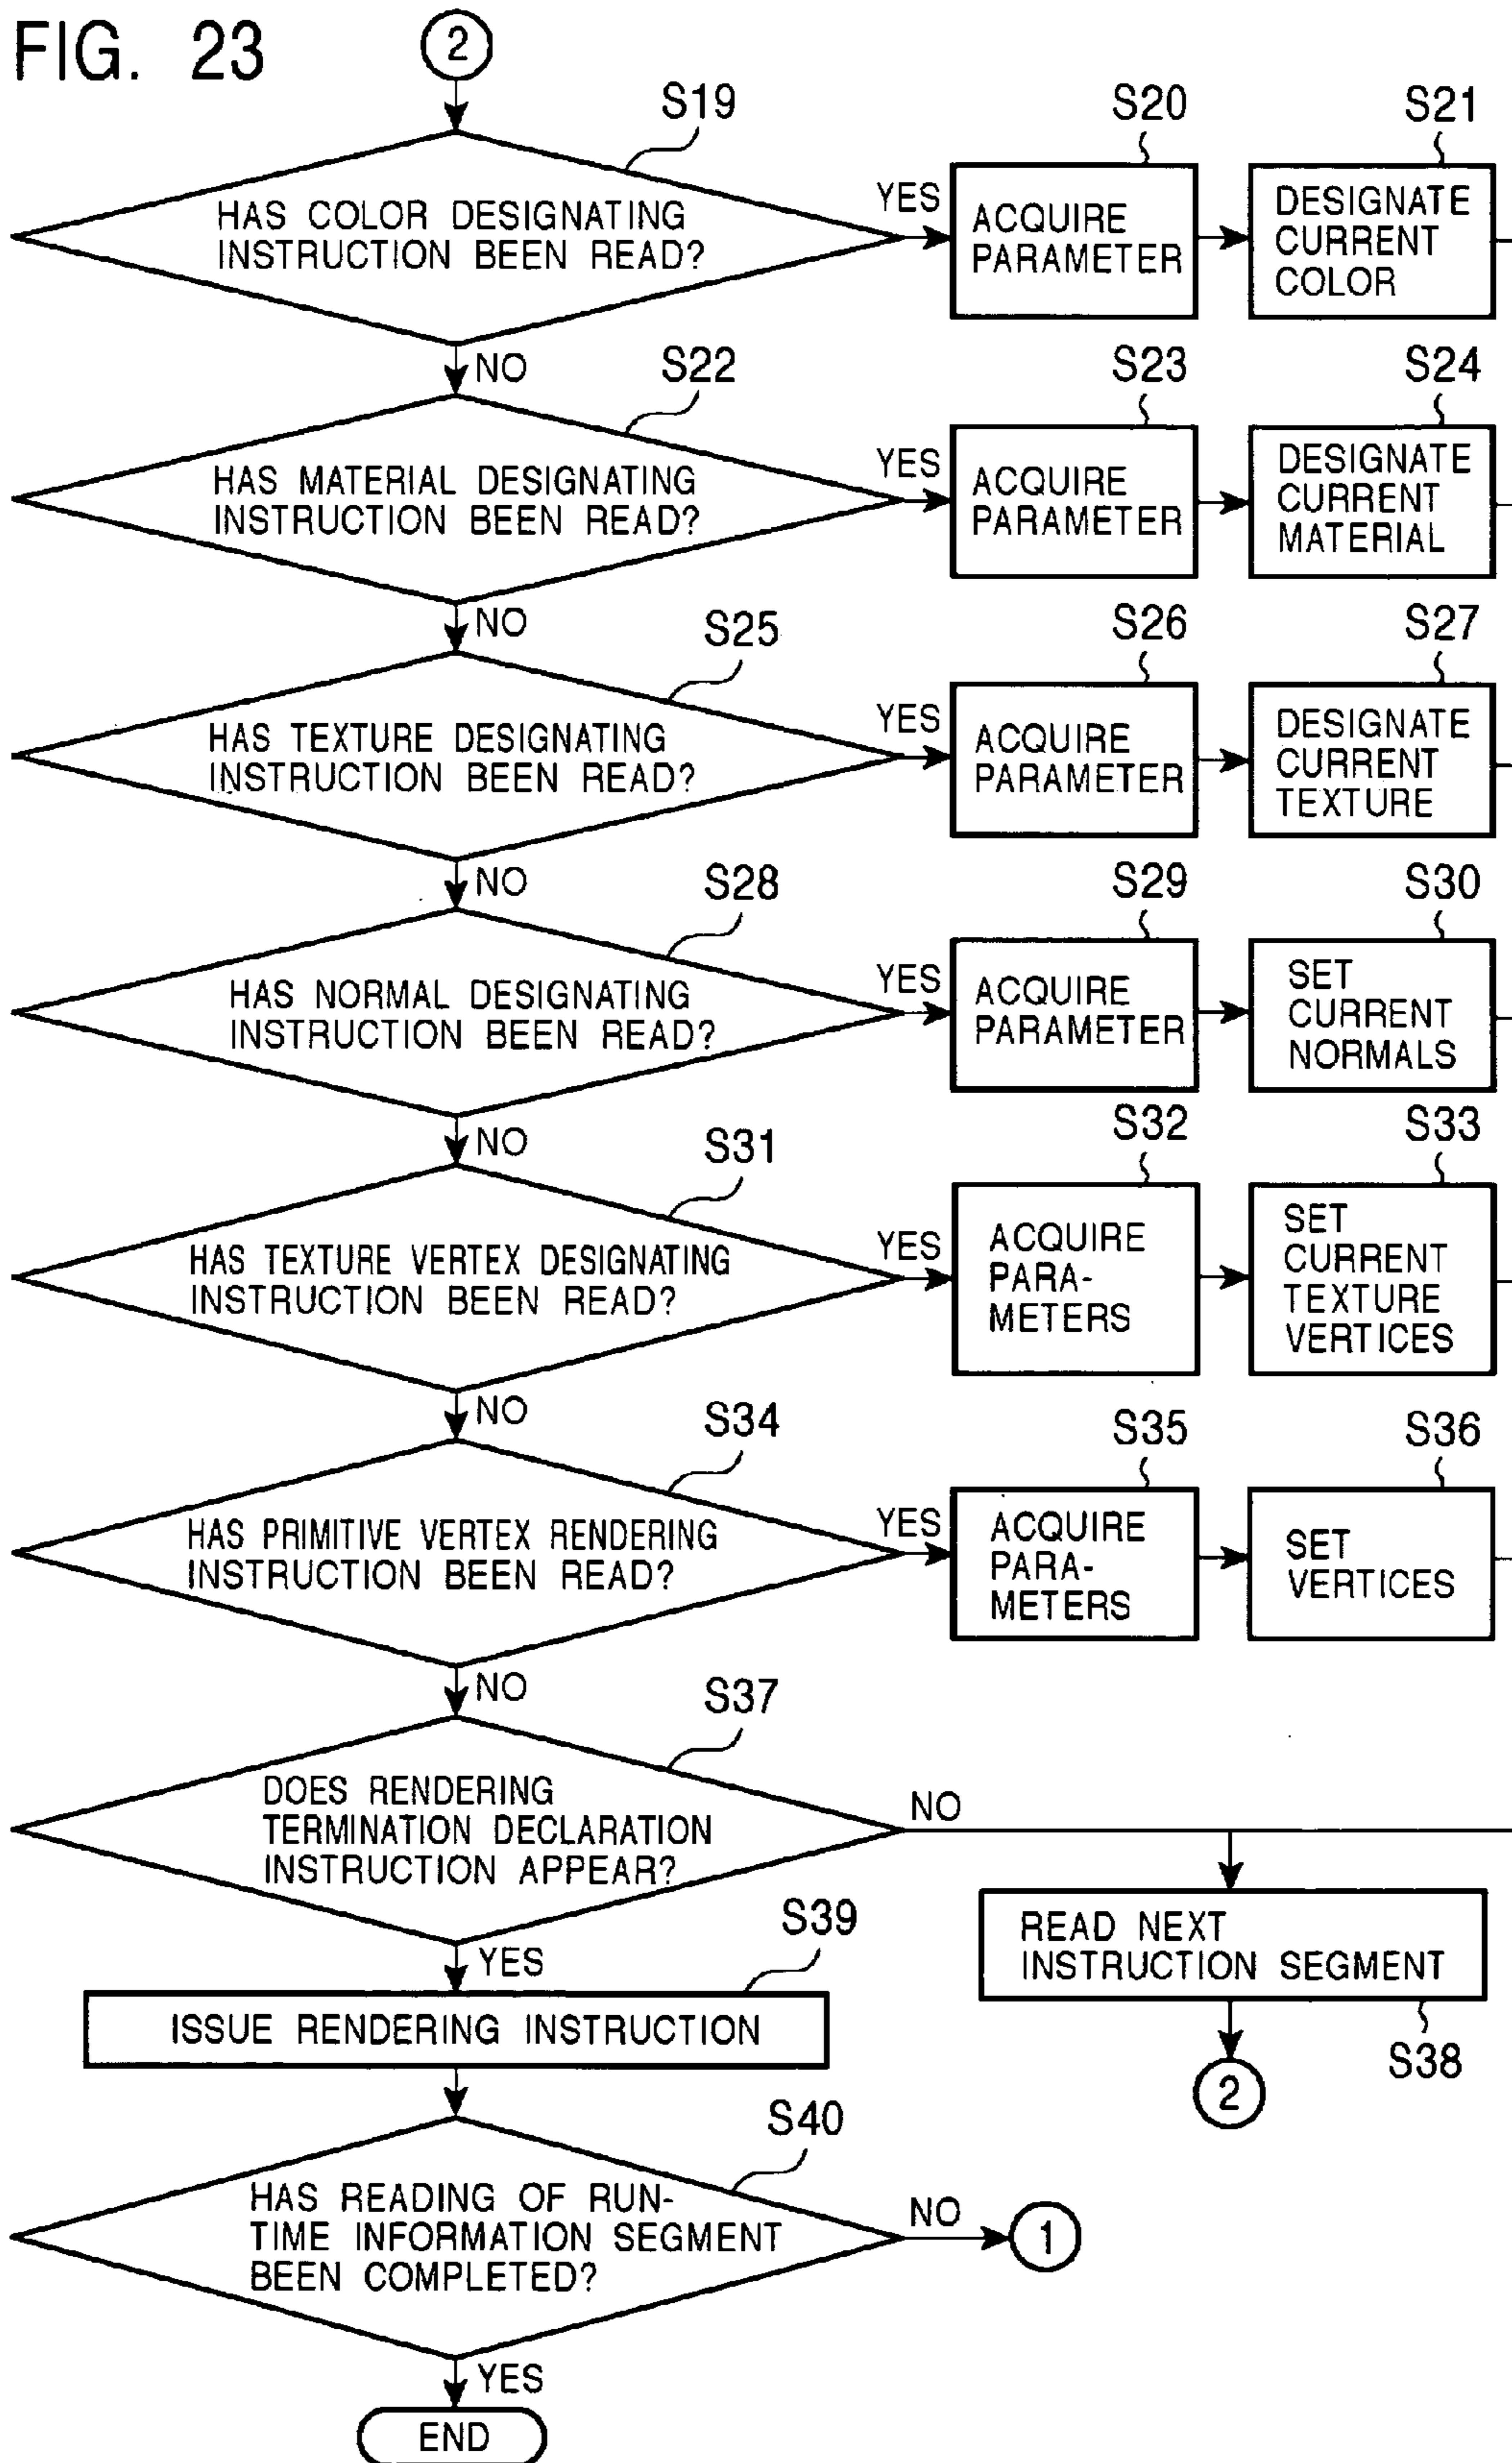 FIG. 23
2
S19
HAS COLOR DESIGNATING
INSTRUCTION BEEN READ?
YES
S20
ACQUIRE
PARAMETER
S21
DESIGNATE
CURRENT
COLOR
NO
S22
HAS MATERIAL DESIGNATING
INSTRUCTION BEEN READ?
YES
S23
ACQUIRE
PARAMETER
S24
DESIGNATE
CURRENT
MATERIAL
NO
S25
HAS TEXTURE DESIGNATING
INSTRUCTION BEEN READ?
YES
S26
ACQUIRE
PARAMETER
S27
DESIGNATE
CURRENT
TEXTURE
NO
S28
HAS NORMAL DESIGNATING
INSTRUCTION BEEN READ?
YES
S29
ACQUIRE
PARAMETER
S30
SET
CURRENT
NORMALS
NO
S31
HAS TEXTURE VERTEX DESIGNATING
INSTRUCTION BEEN READ?
YES
S32
ACQUIRE
PARA-
METERS
S33
SET
CURRENT
TEXTURE
VERTICES
NO
S34
HAS PRIMITIVE VERTEX RENDERING
INSTRUCTION BEEN READ?
YES
S35
ACQUIRE
PARA-
METERS
S36
SET
VERTICES
NO
S37
DOES RENDERING
TERMINATION DECLARATION
INSTRUCTION APPEAR?
NO
READ NEXT
INSTRUCTION SEGMENT
S38
2
YES
S39
ISSUE RENDERING INSTRUCTION
S40
HAS READING OF RUN-
TIME INFORMATION SEGMENT
BEEN COMPLETED?
NO
1
YES
END